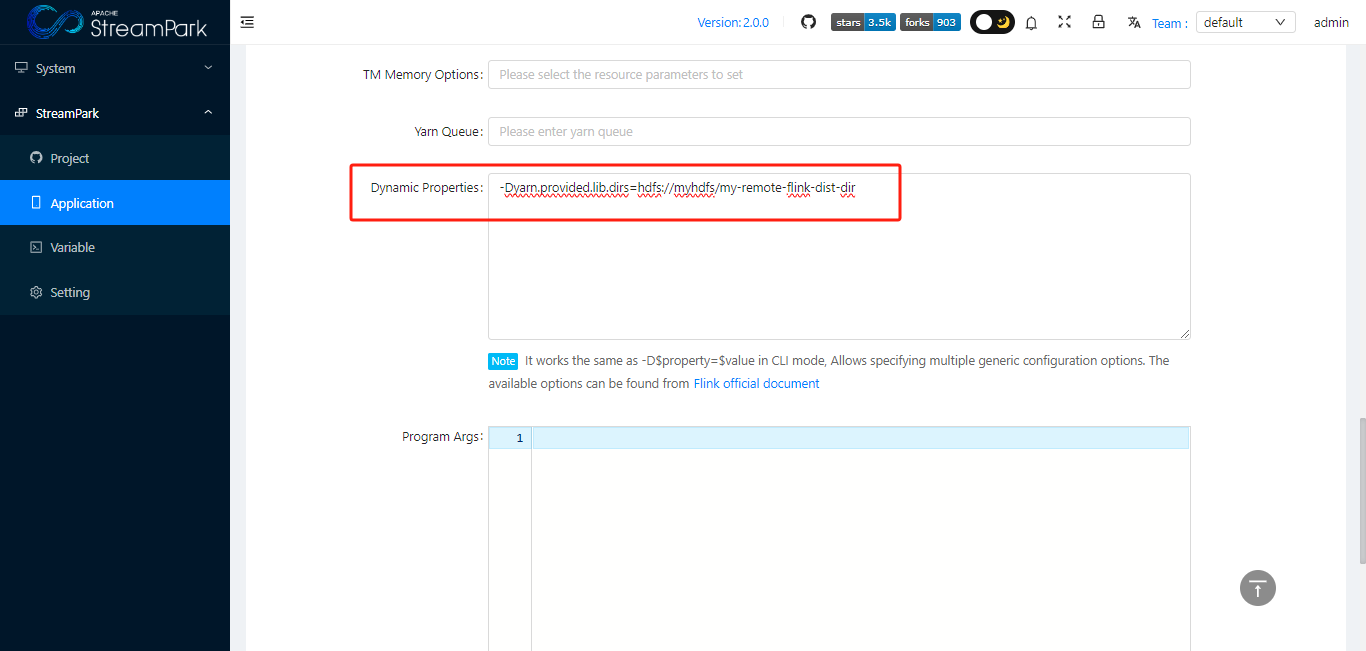 APACHE
StreamPark
Version: 2.0.0
stars 3.5k
forks 903
Team :
default
admin
System
StreamPark
Project
Application
Variable
Setting
TM Memory Options: Please select the resource parameters to set
Yarn Queue: Please enter yarn queue
Dynamic Properties: -Dyarn.provided.lib.dirs=hdfs://myhdfs/my-remote-flink-dist-dir
Note It works the same as -D$property=$value in CLI mode, Allows specifying multiple generic configuration options. The
available options can be found from Flink official document
Program Args: 1